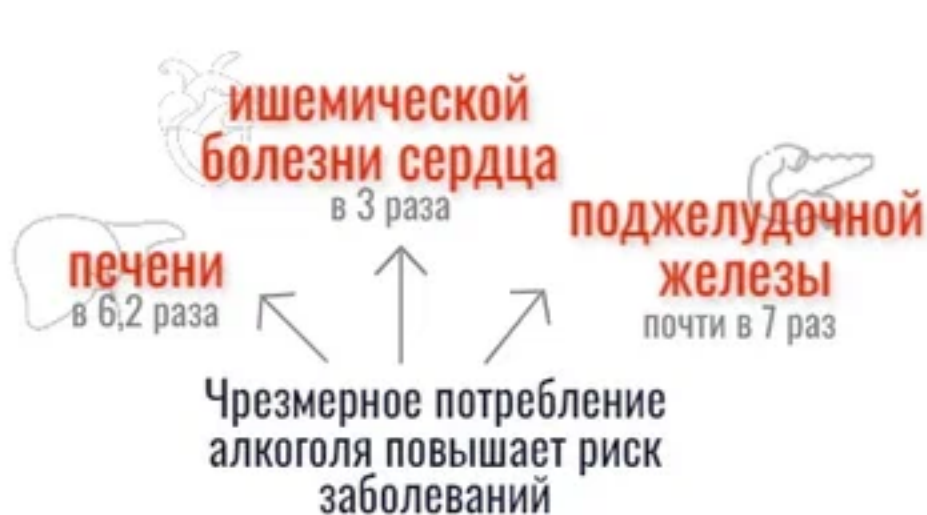 ишемической
болезни сердца
в 3 раза
печени
в 6,2 раза
поджелудочной
железы
почти в 7 раз
Чрезмерное потребление
алкоголя повышает риск
заболеваний